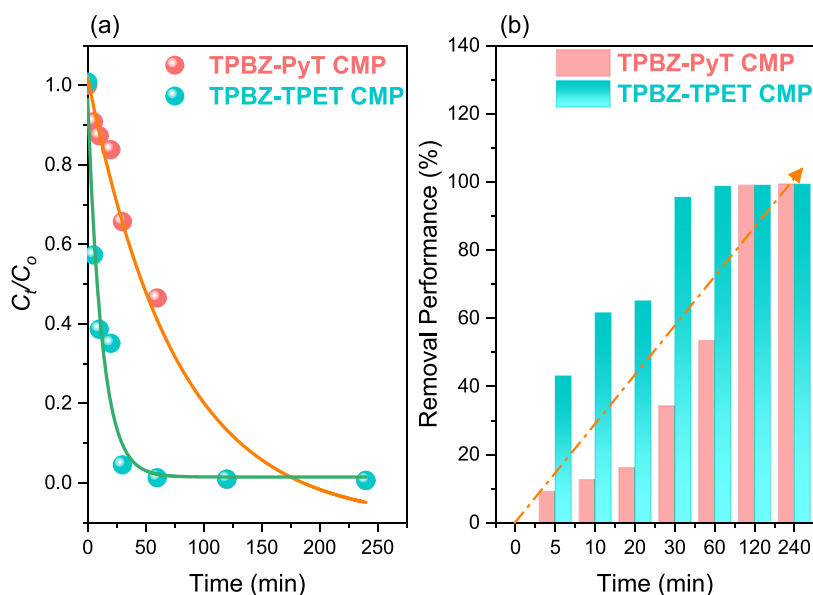 (a)
TPBZ-PyT CMP
TPBZ-TPET CMP
1.0
0.8
0.6
0.4
0.2
0.0
Ct/Co
0 50 100 150 200 250
Time (min)
(b)
TPBZ-PyT CMP
TPBZ-TPET CMP
140
120
100
80
60
40
20
0
Removal Performance (%)
0 5 10 20 30 60 120 240
Time (min)